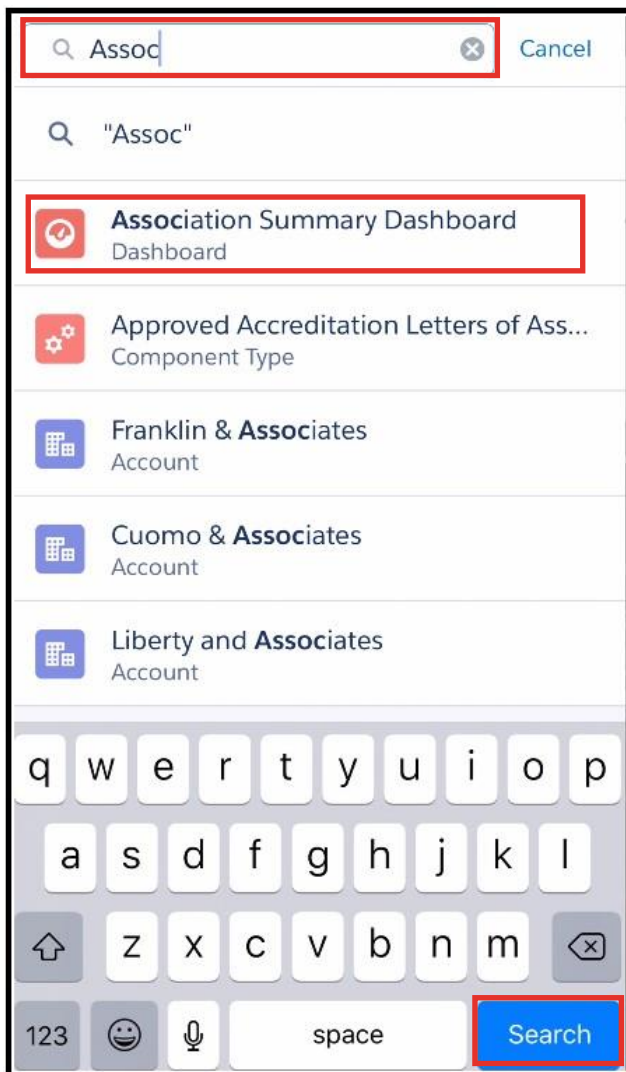 Assoc Cancel
"Assoc"
Association Summary Dashboard
Dashboard
Approved Accreditation Letters of Ass...
Component Type
Franklin & Associates
Account
Cuomo & Associates
Account
Liberty and Associates
Account
q w e r t y u i o p
a s d f g h j k l
z x c v b n m
123 space Search